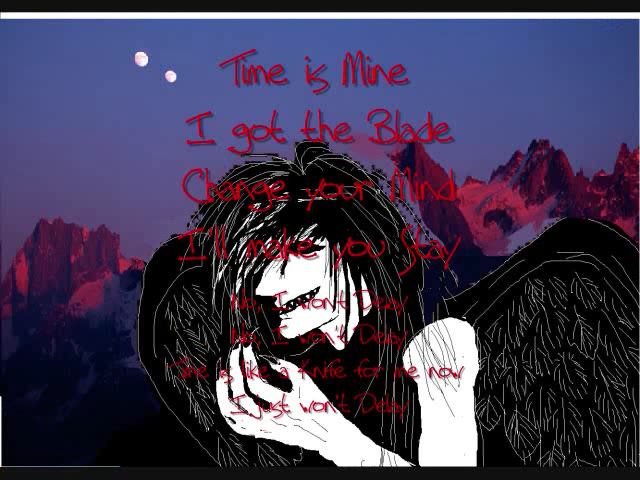 Time is Mine
I got the Blade
Change your Mind
I'll make you Stay
No, I won't Delay
No, I won't Delay
Time is like a Knife for me now
I just won't Delay